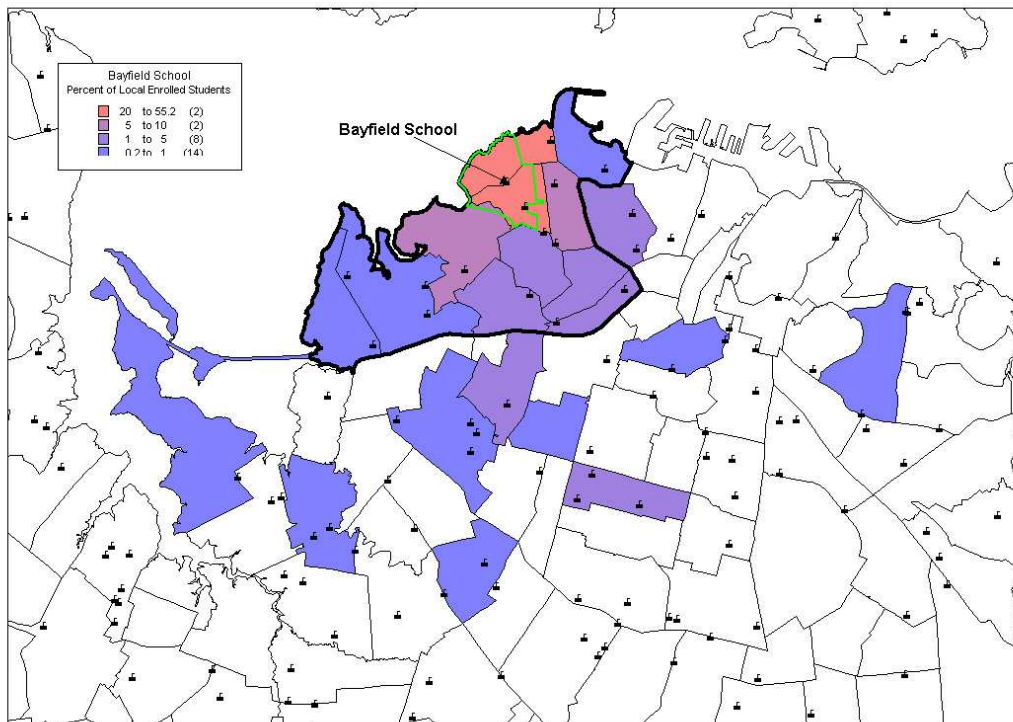 Bayfield School
Percent of Local Enrolled Students
20 to 55.2 (2)
5 to 10 (2)
1 to 5 (8)
0.2 to 1 (14)
Bayfield School